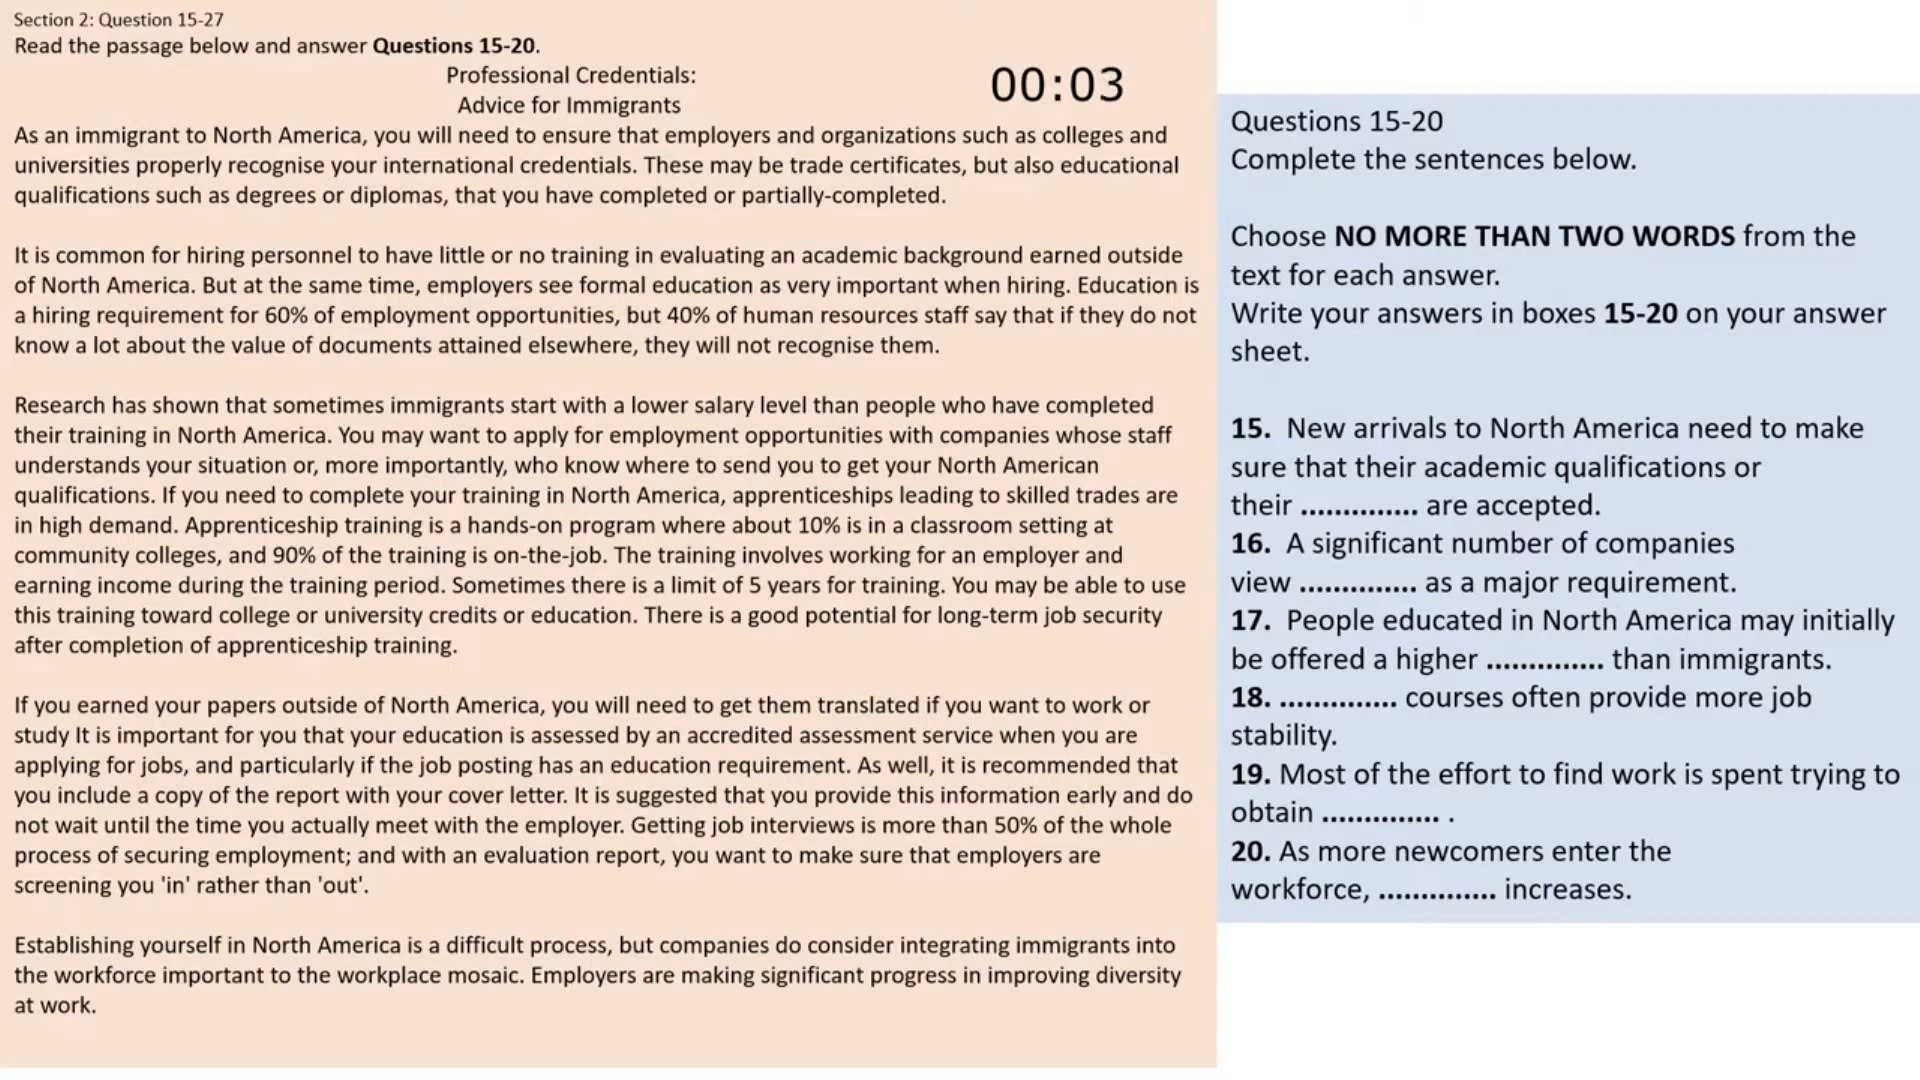 Section 2: Question 15-27
Read the passage below and answer Questions 15-20.
Professional Credentials:
Advice for Immigrants
00:03
As an immigrant to North America, you will need to ensure that employers and organizations such as colleges and
universities properly recognise your international credentials. These may be trade certificates, but also educational
qualifications such as degrees or diplomas, that you have completed or partially-completed.
It is common for hiring personnel to have little or no training in evaluating an academic background earned outside
of North America. But at the same time, employers see formal education as very important when hiring. Education is
a hiring requirement for 60% of employment opportunities, but 40% of human resources staff say that if they do not
know a lot about the value of documents attained elsewhere, they will not recognise them.
Research has shown that sometimes immigrants start with a lower salary level than people who have completed
their training in North America. You may want to apply for employment opportunities with companies whose staff
understands your situation or, more importantly, who know where to send you to get your North American
qualifications. If you need to complete your training in North America, apprenticeships leading to skilled trades are
in high demand. Apprenticeship training is a hands-on program where about 10% is in a classroom setting at
community colleges, and 90% of the training is on-the-job. The training involves working for an employer and
earning income during the training period. Sometimes there is a limit of 5 years for training. You may be able to use
this training toward college or university credits or education. There is a good potential for long-term job security
after completion of apprenticeship training.
If you earned your papers outside of North America, you will need to get them translated if you want to work or
study It is important for you that your education is assessed by an accredited assessment service when you are
applying for jobs, and particularly if the job posting has an education requirement. As well, it is recommended that
you include a copy of the report with your cover letter. It is suggested that you provide this information early and do
not wait until the time you actually meet with the employer. Getting job interviews is more than 50% of the whole
process of securing employment; and with an evaluation report, you want to make sure that employers are
screening you 'in' rather than 'out'.
Establishing yourself in North America is a difficult process, but companies do consider integrating immigrants into
the workforce important to the workplace mosaic. Employers are making significant progress in improving diversity
at work.
Questions 15-20
Complete the sentences below.
Choose NO MORE THAN TWO WORDS from the
text for each answer.
Write your answers in boxes 15-20 on your answer
sheet.
15. New arrivals to North America need to make
sure that their academic qualifications or
their .............. are accepted.
16. A significant number of companies
view .............. as a major requirement.
17. People educated in North America may initially
be offered a higher .............. than immigrants.
18. .............. courses often provide more job
stability.
19. Most of the effort to find work is spent trying to
obtain .............. .
20. As more newcomers enter the
workforce, .............. increases.